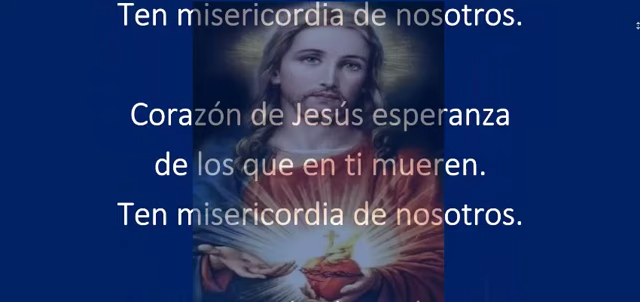 Ten misericordia de nosotros.
Corazón de Jesús esperanza
de los que en ti mueren.
Ten misericordia de nosotros.